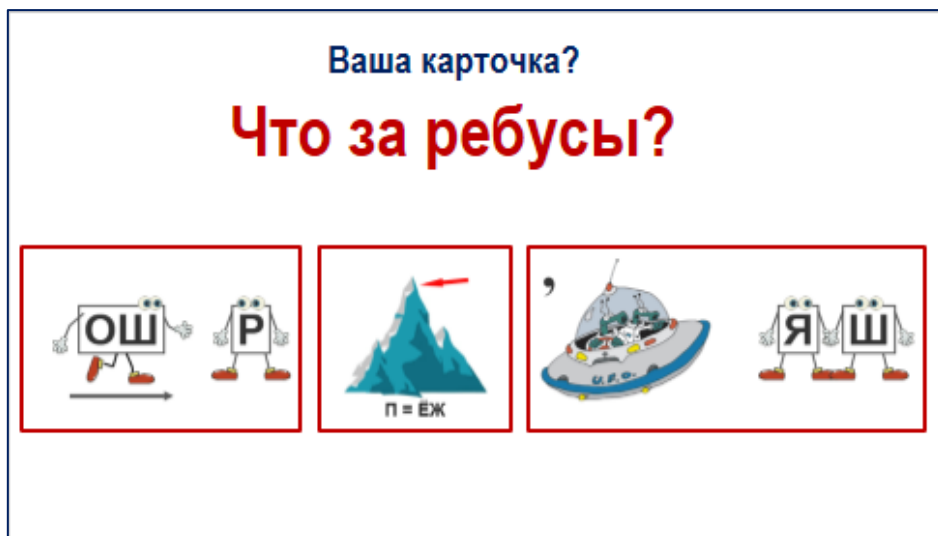 Ваша карточка?
Что за ребусы?
ОШ Р
П = ЁЖ
,
U.F.O.
Я Ш